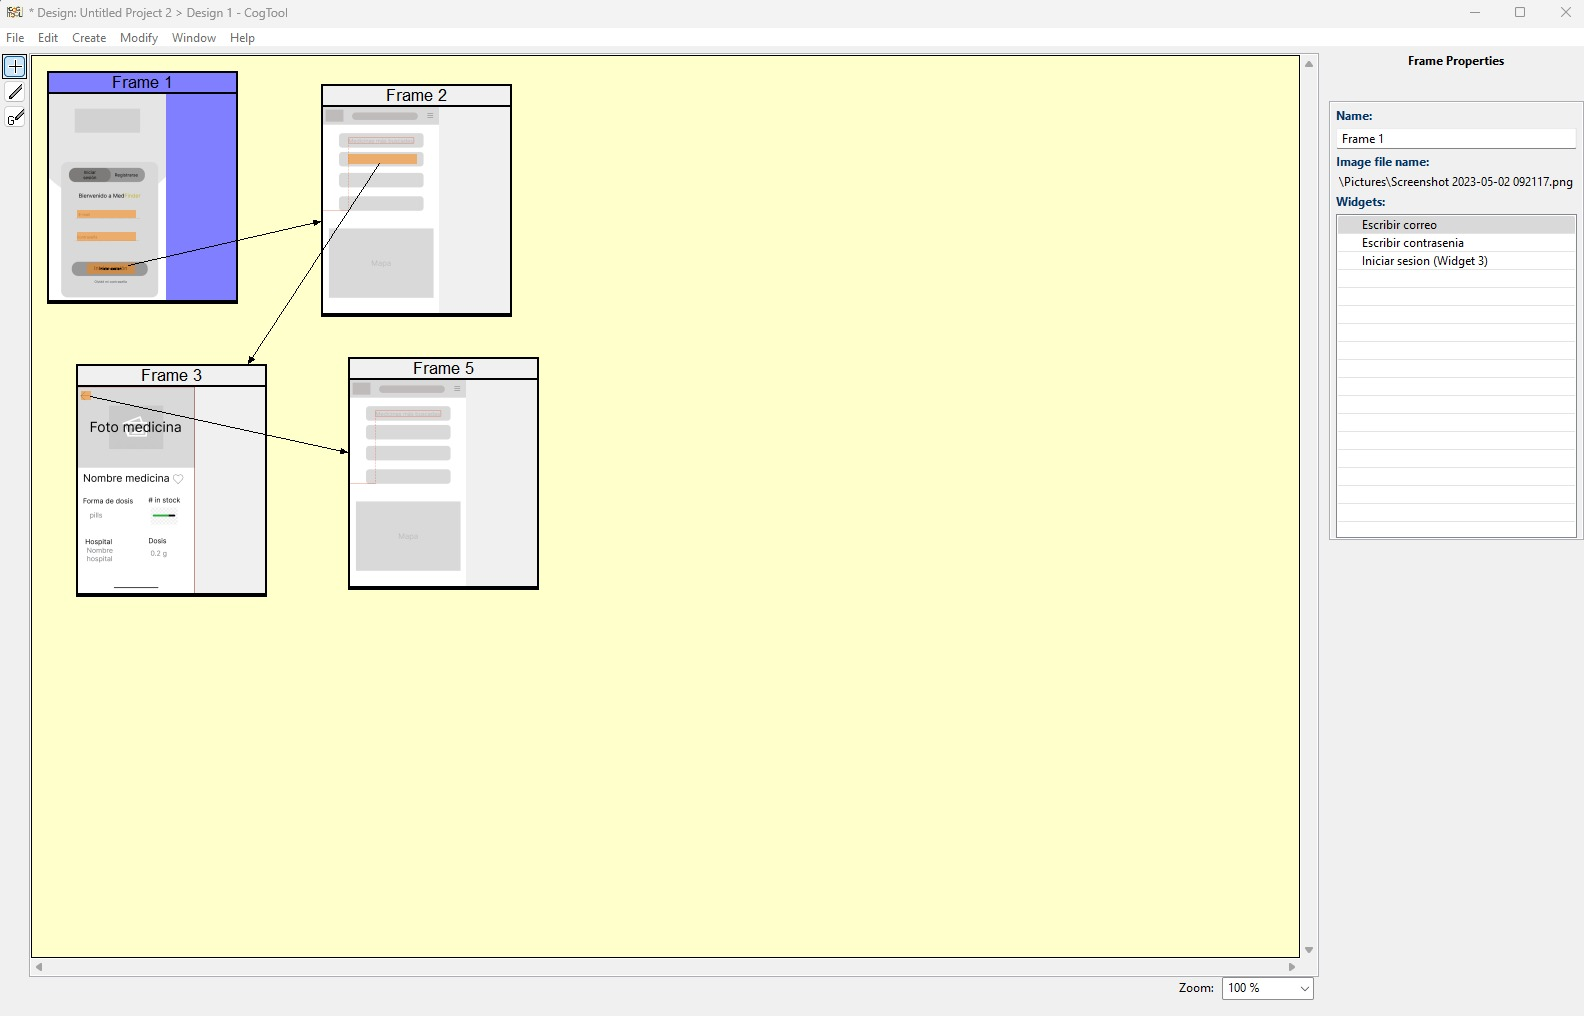 * Design: Untitled Project 2 > Design 1 - CogTool
File Edit Create Modify Window Help
Frame Properties
Name:
Frame 1
Image file name:
\Pictures\Screenshot 2023-05-02 092117.png
Widgets:
Escribir correo
Escribir contrasenia
Iniciar sesion (Widget 3)
Frame 1
Iniciar
sesion
Registrarse
Bienvenido a MedFinder
Frame 2
Mapa
Frame 3
Foto medicina
Nombre medicina
Forma de dosis
# in stock
pills
Hospital
Dosis
Nombre
hospital
0.2 g
Frame 5
Mapa
Zoom:
100 %